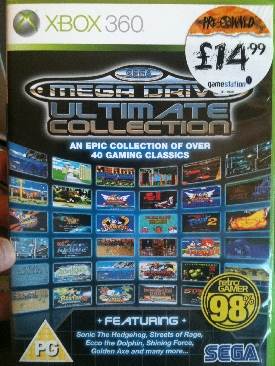 XBOX 360
PRE-OWNED
£14.99
gamestation
SEGA
MEGA DRIVE
ULTIMATE
COLLECTION
AN EPIC COLLECTION OF OVER
40 GAMING CLASSICS
retro
GAMER
98%
• FEATURING •
Sonic The Hedgehog, Streets of Rage,
Ecco the Dolphin, Shining Force,
Golden Axe and many more...
PG
SEGA